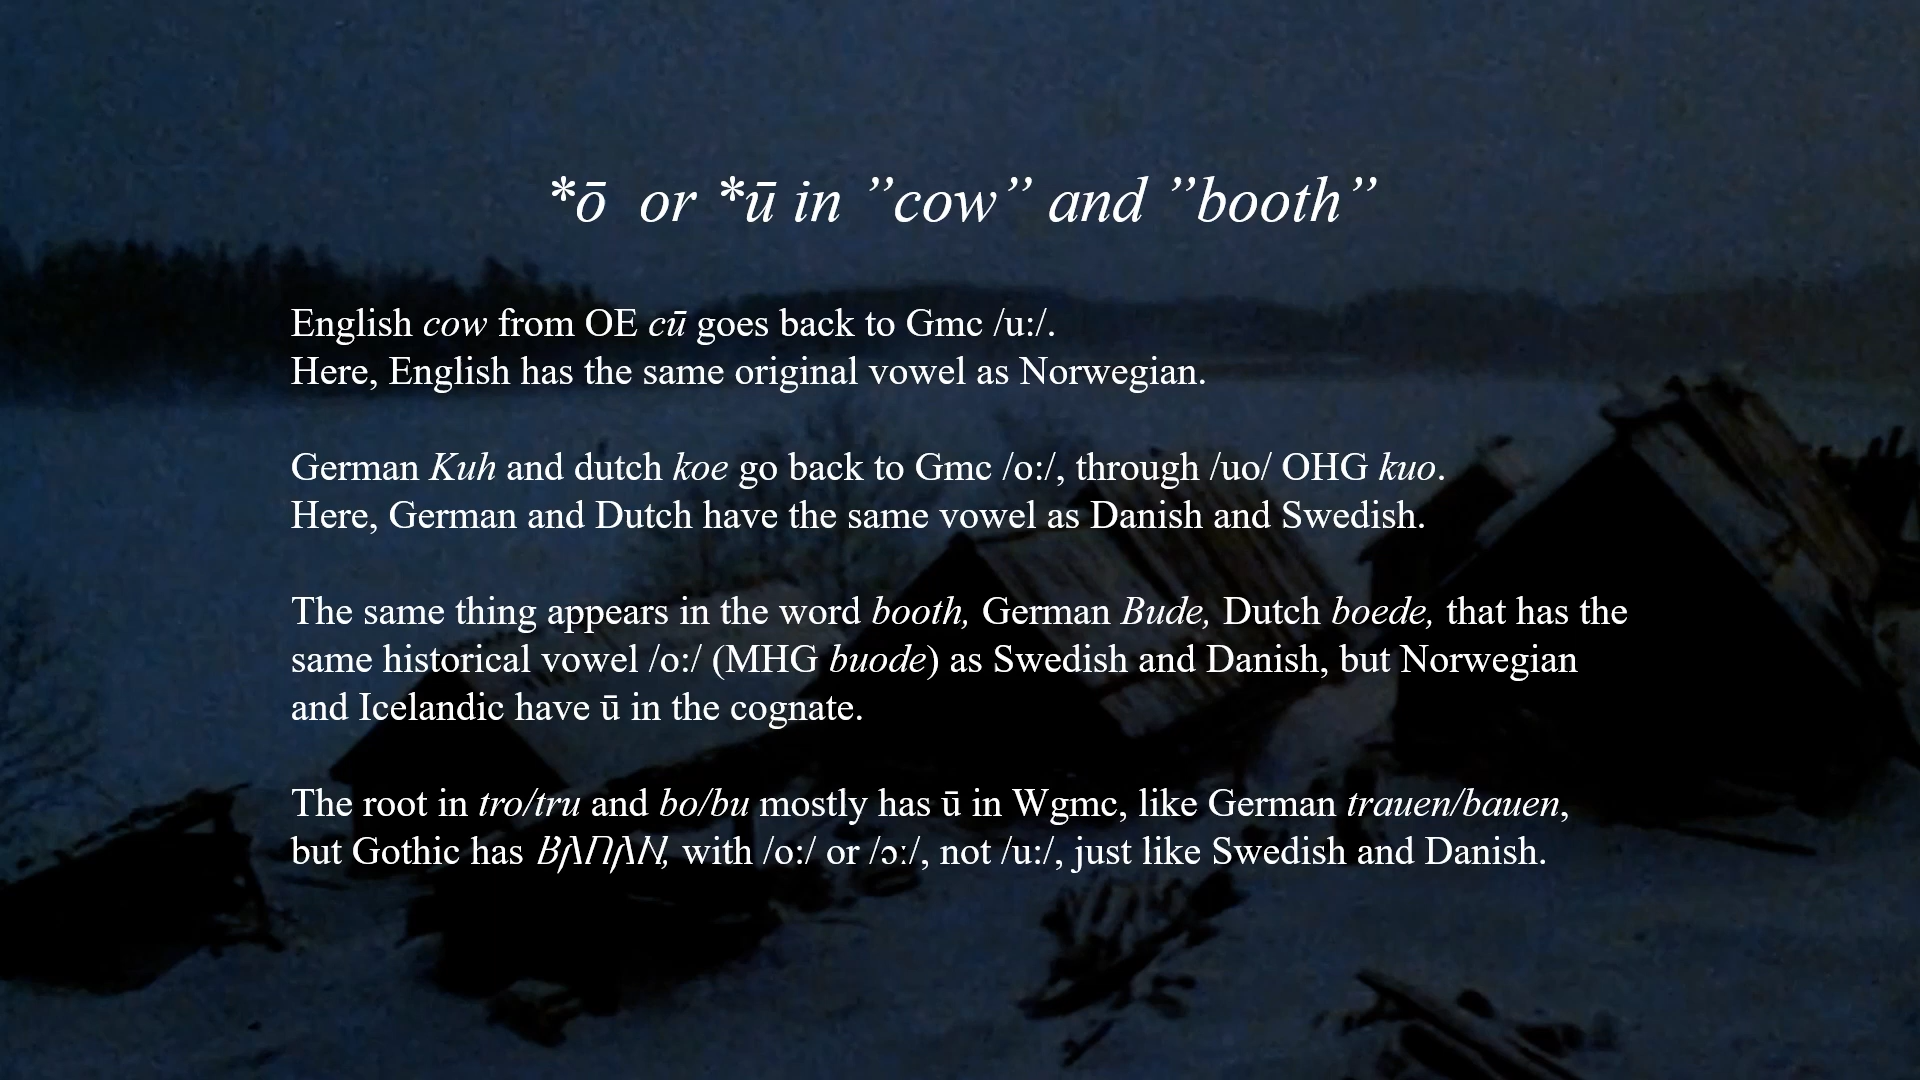 *ō or *ū in ”cow” and ”booth”
English cow from OE cū goes back to Gmc /u:/.
Here, English has the same original vowel as Norwegian.
German Kuh and dutch koe go back to Gmc /o:/, through /uo/ OHG kuo.
Here, German and Dutch have the same vowel as Danish and Swedish.
The same thing appears in the word booth, German Bude, Dutch boede, that has the
same historical vowel /o:/ (MHG buode) as Swedish and Danish, but Norwegian
and Icelandic have ū in the cognate.
The root in tro/tru and bo/bu mostly has ū in Wgmc, like German trauen/bauen,
but Gothic has 𐌱𐌰𐌿𐌰𐌽, with /o:/ or /ɔː/, not /u:/, just like Swedish and Danish.